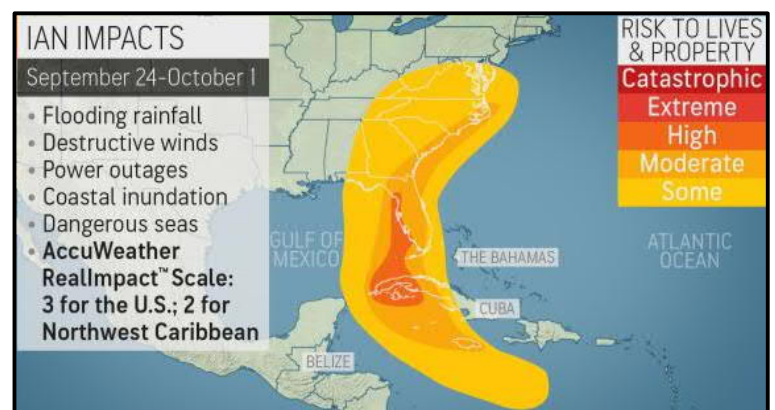 IAN IMPACTS
September 24-October 1
• Flooding rainfall
• Destructive winds
• Power outages
• Coastal inundation
• Dangerous seas
• AccuWeather
RealImpact™ Scale:
3 for the U.S.; 2 for
Northwest Caribbean
RISK TO LIVES
& PROPERTY
Catastrophic
Extreme
High
Moderate
Some
GULF OF
MEXICO
THE BAHAMAS
ATLANTIC
OCEAN
CUBA
BELIZE